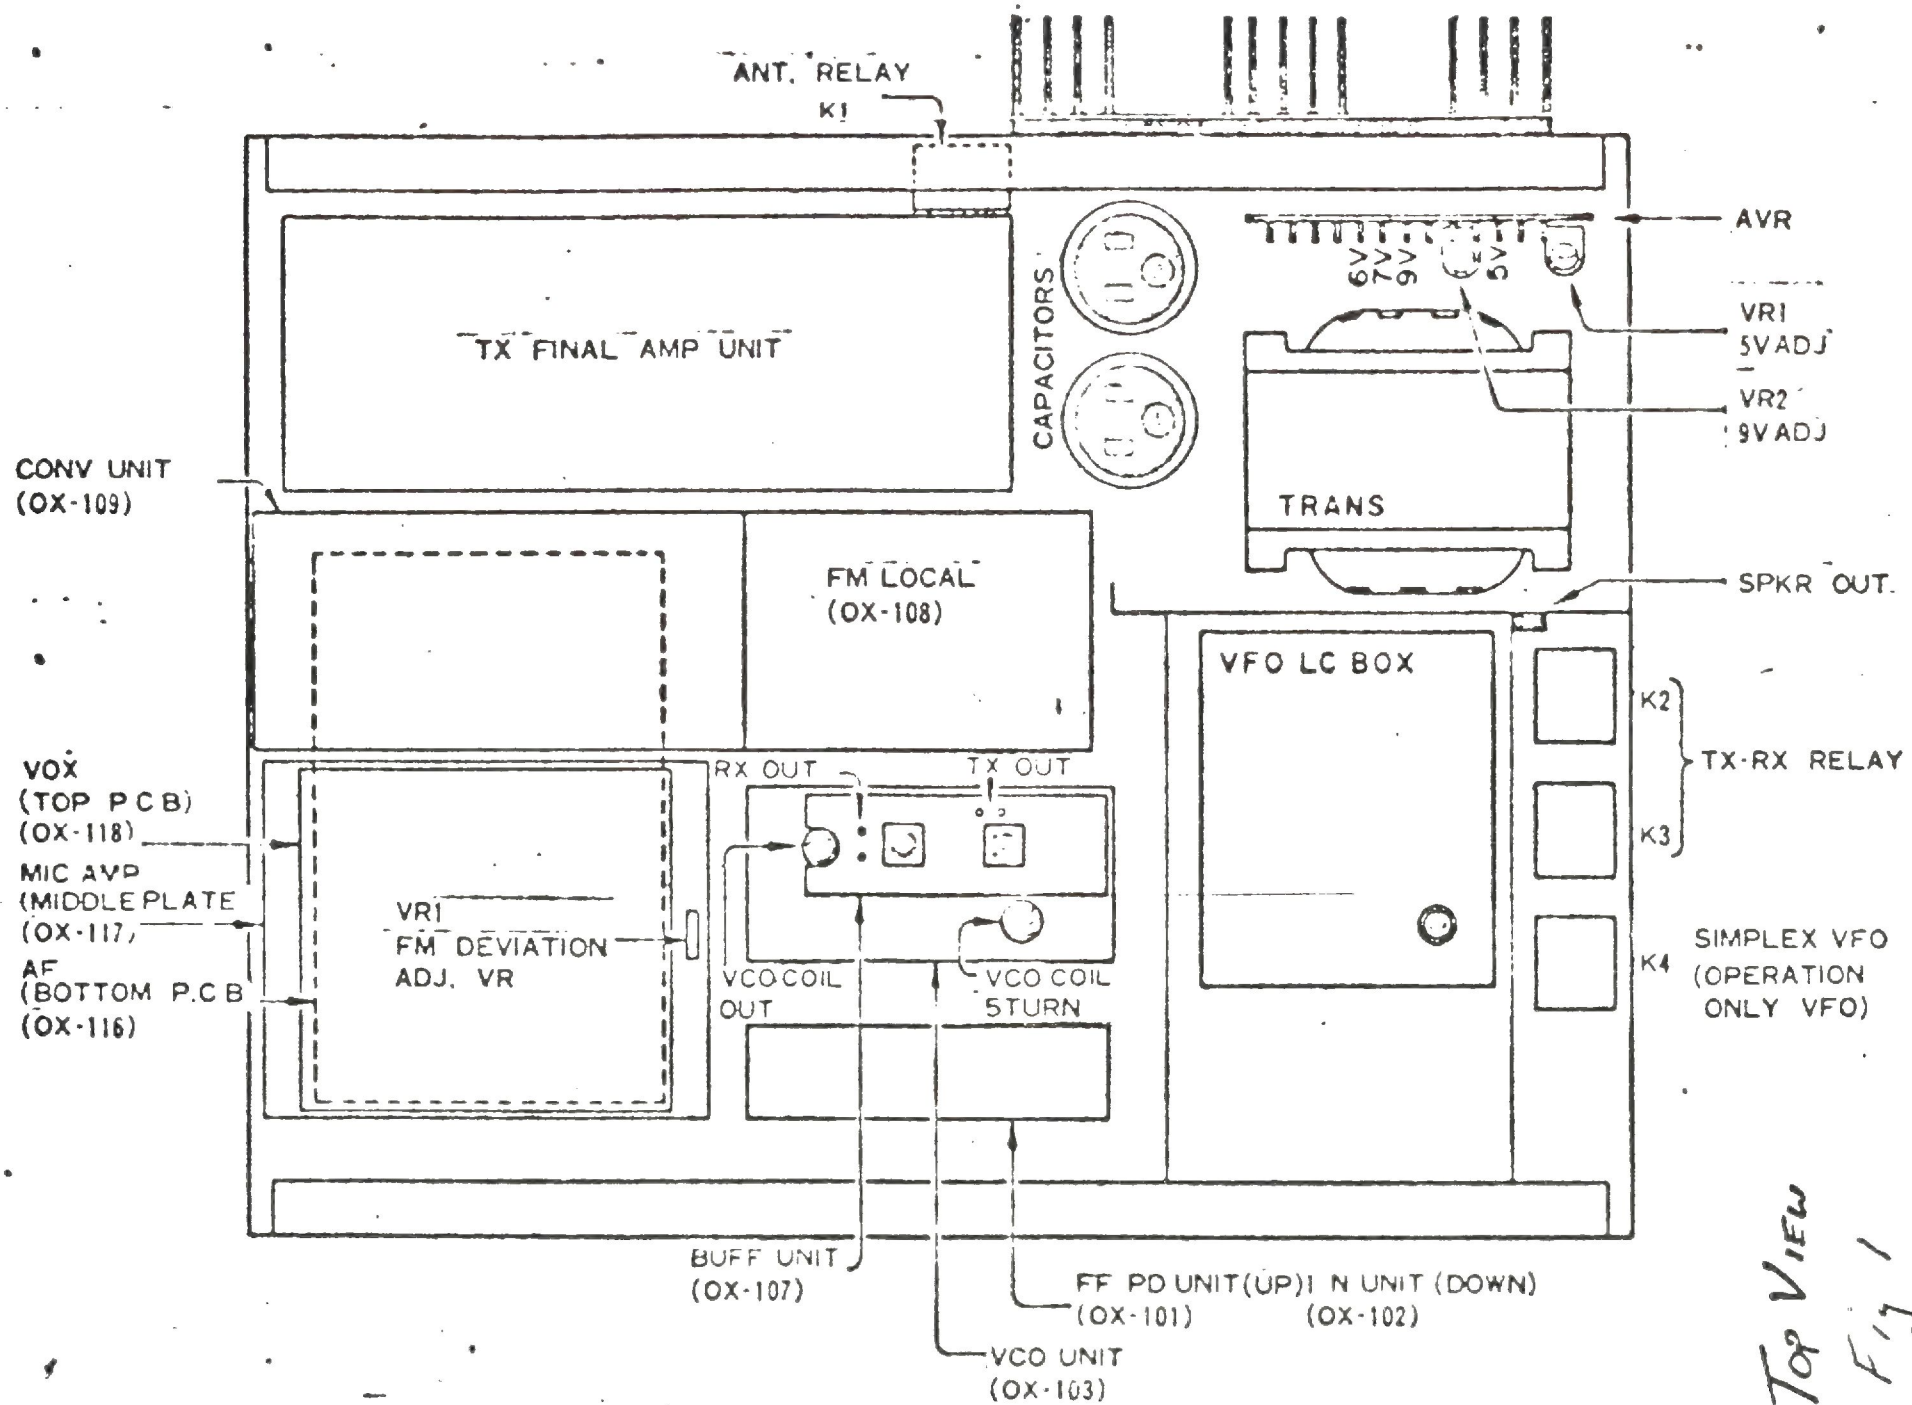 ANT. RELAY
K1
AVR
6V
7V
9V
5V
VR1
5V ADJ
VR2
9V ADJ
CAPACITORS
TX FINAL AMP UNIT
TRANS
CONV UNIT
(OX-109)
FM LOCAL
(OX-108)
SPKR OUT.
VFO LC BOX
K2
TX-RX RELAY
K3
K4
SIMPLEX VFO
(OPERATION
ONLY VFO)
VOX
(TOP P C B)
(OX-118)
MIC AMP
(MIDDLE PLATE
(OX-117)
AF
(BOTTOM P.C B
(OX-116)
RX OUT
TX OUT
VR1
FM DEVIATION
ADJ. VR
VCO COIL
OUT
VCO COIL
5TURN
BUFF UNIT
(OX-107)
FF PD UNIT(UP)1 N UNIT (DOWN)
(OX-101) (OX-102)
VCO UNIT
(OX-103)
TOP VIEW
Fig 1